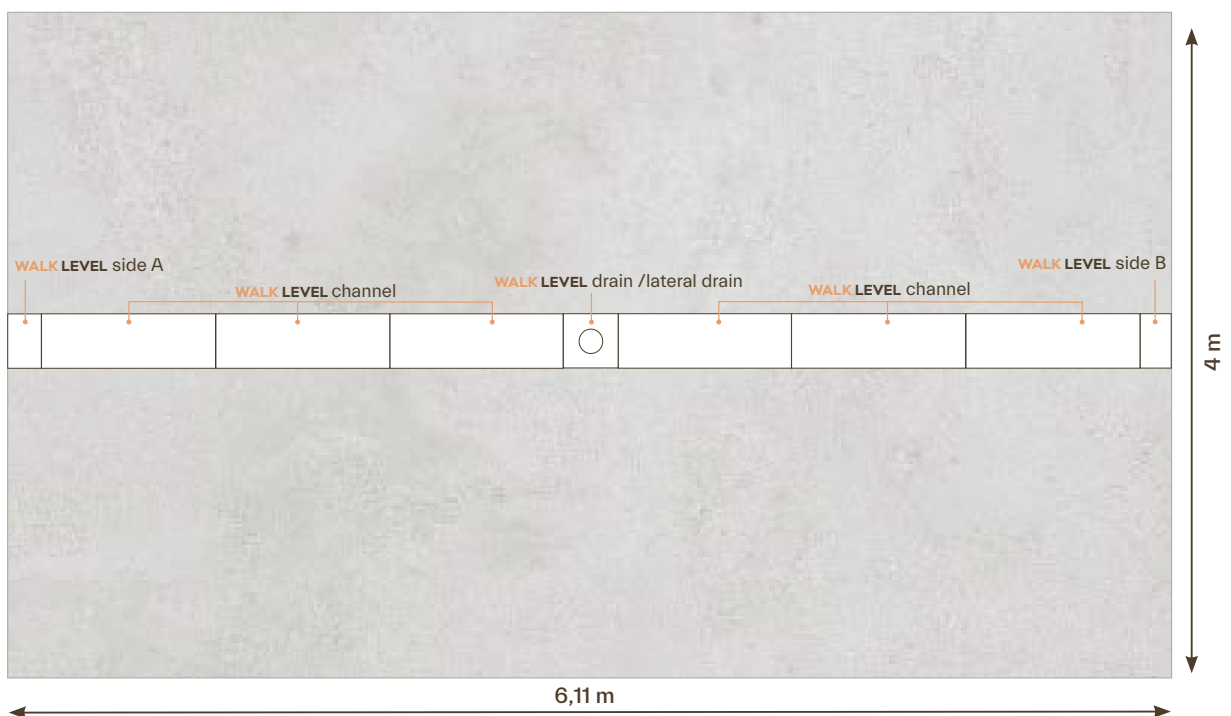 WALK LEVEL side A
WALK LEVEL channel
WALK LEVEL drain /lateral drain
WALK LEVEL channel
WALK LEVEL side B
4 m
6,11 m